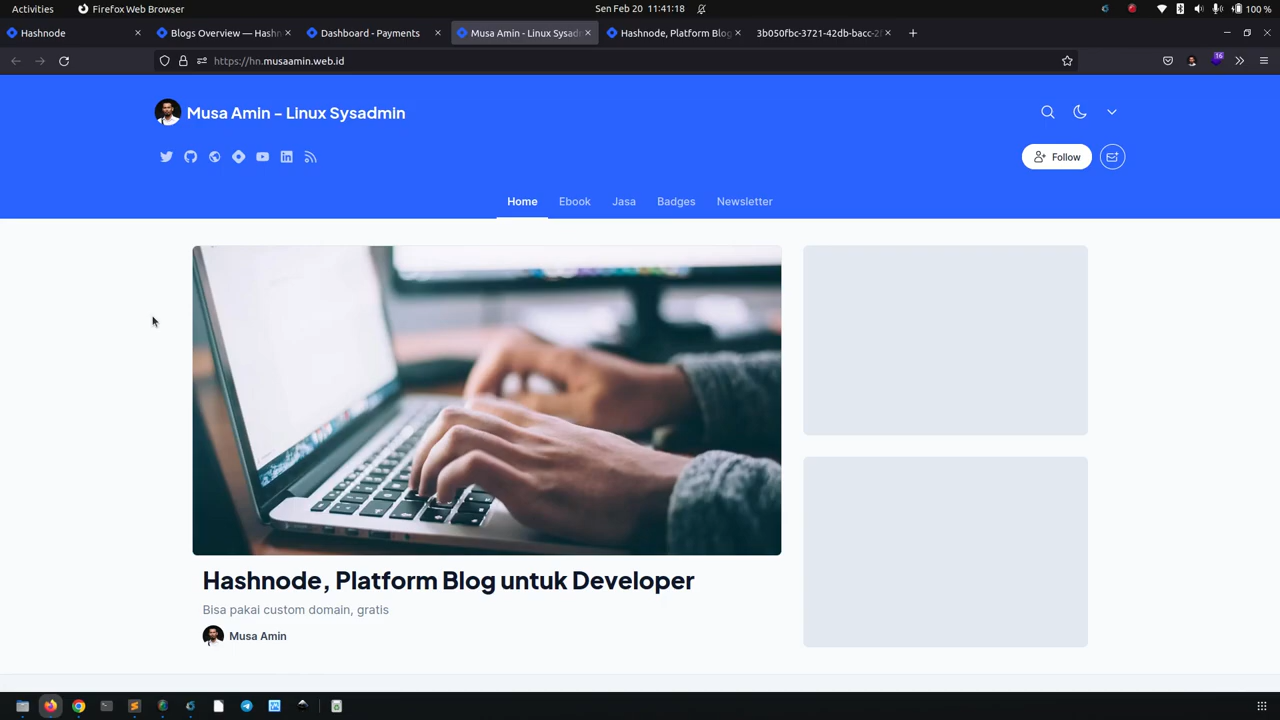 Activities Firefox Web Browser Sen Feb 20 11:41:18 100 %
Hashnode Blogs Overview — Hashn Dashboard - Payments Musa Amin - Linux Sysad Hashnode, Platform Blog 3b050fbc-3721-42db-bacc-2
https://hn.musaamin.web.id 16
Musa Amin – Linux Sysadmin
Follow
Home Ebook Jasa Badges Newsletter
Hashnode, Platform Blog untuk Developer
Bisa pakai custom domain, gratis
Musa Amin